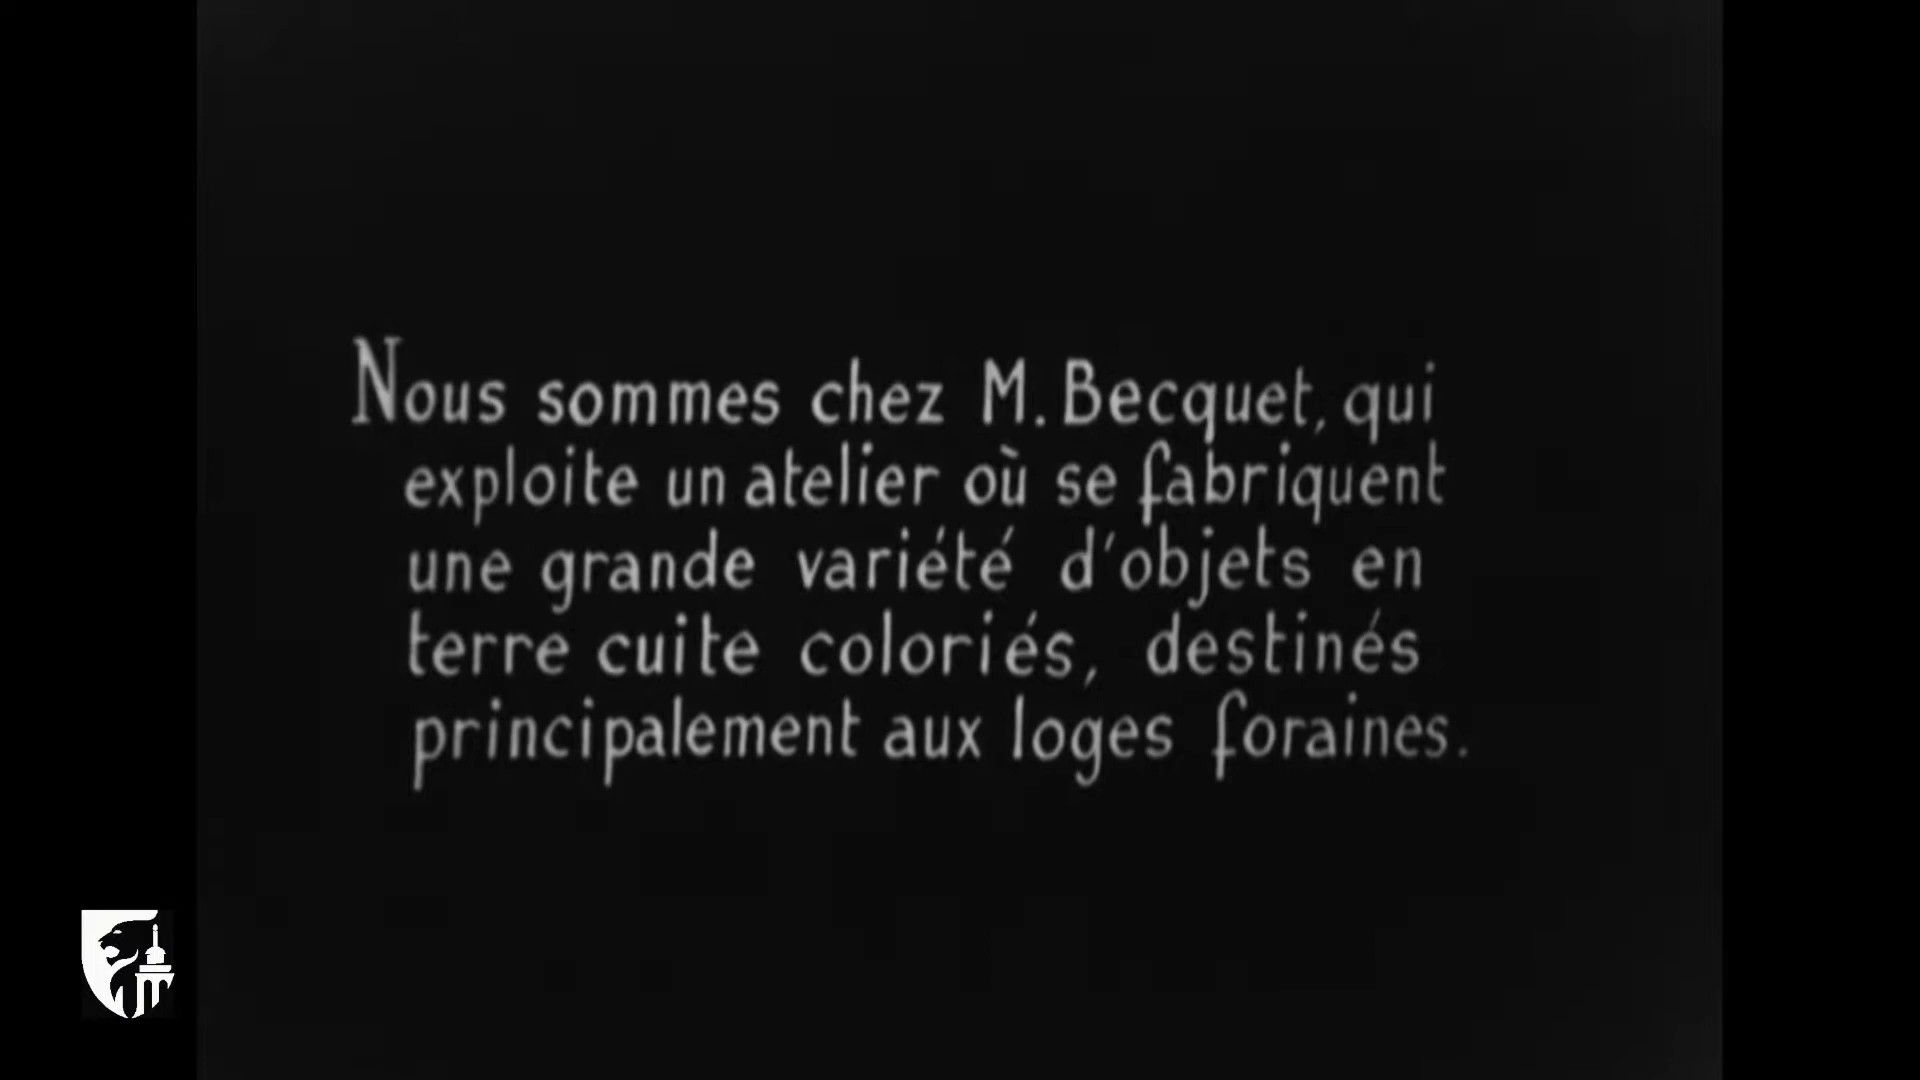 Nous sommes chez M. Becquet, qui
exploite un atelier où se fabriquent
une grande variété d'objets en
terre cuite coloriés, destinés
principalement aux loges foraines.